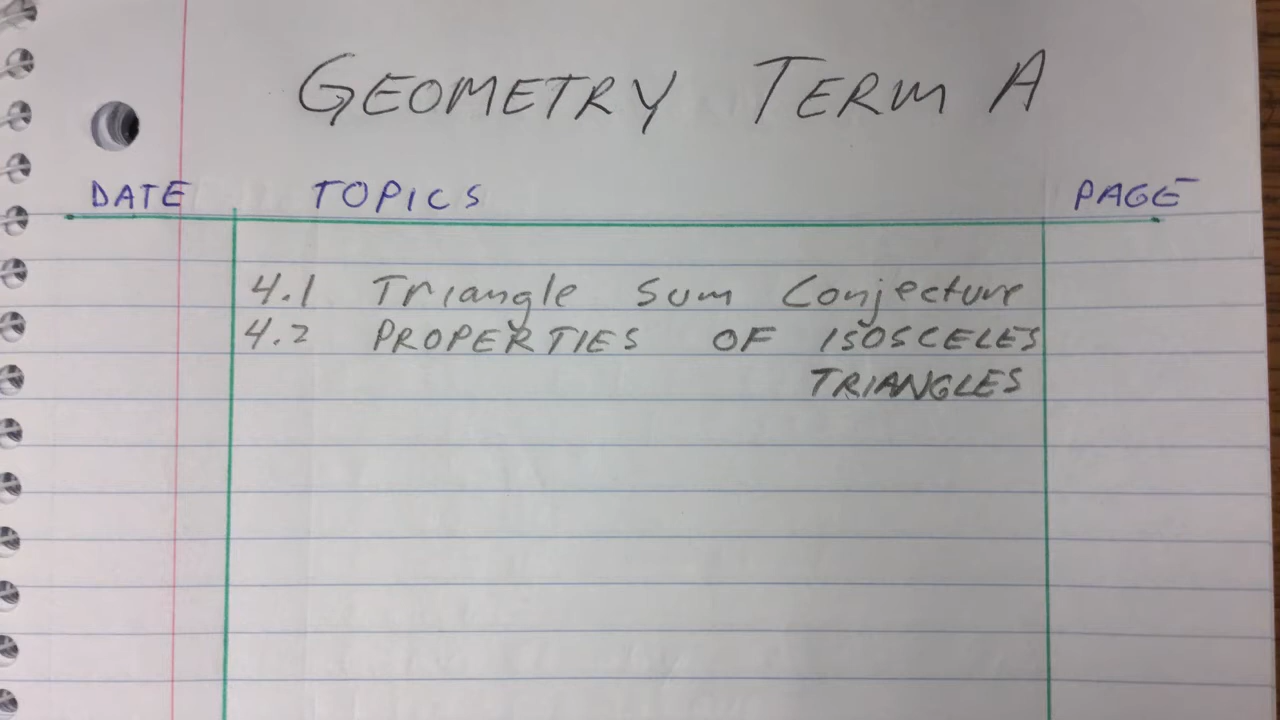 GEOMETRY TERM A
DATE TOPICS PAGE
4.1 Triangle Sum Conjecture
4.2 PROPERTIES OF ISOSCELES
TRIANGLES